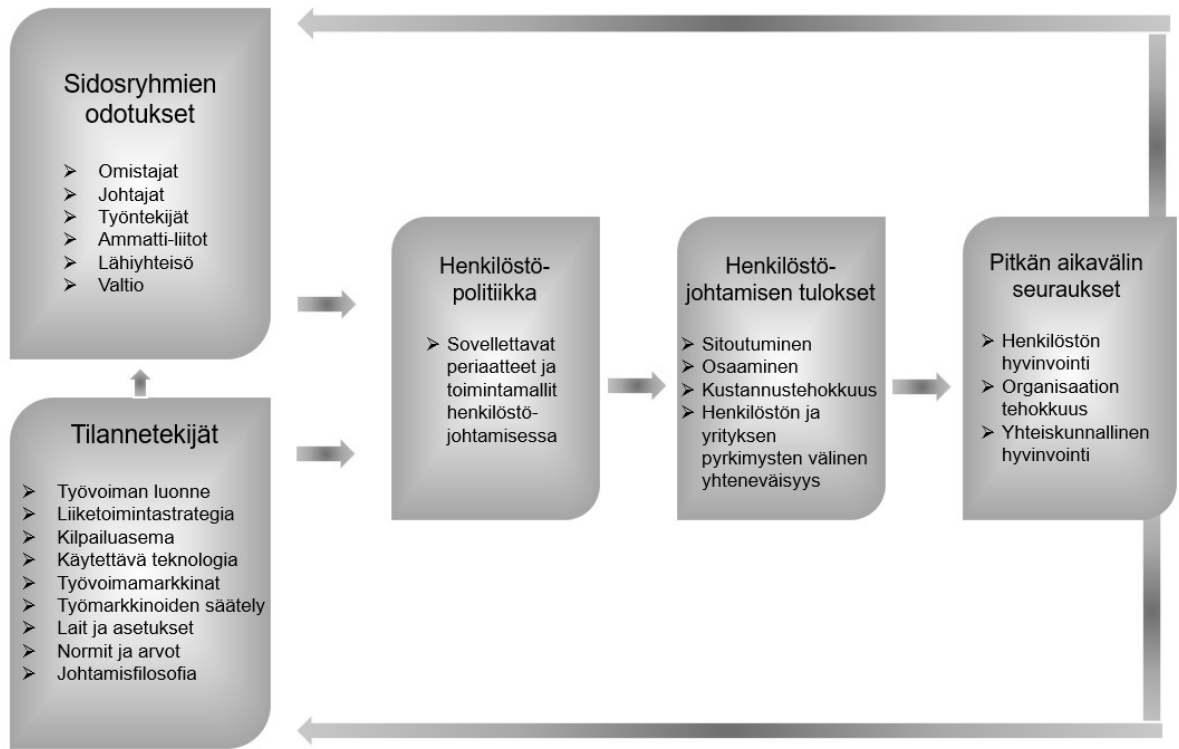 Sidosryhmien
odotukset
➢ Omistajat
➢ Johtajat
➢ Työntekijät
➢ Ammatti-liitot
➢ Lähiyhteisö
➢ Valtio
Tilannetekijät
➢ Työvoiman luonne
➢ Liiketoimintastrategia
➢ Kilpailuasema
➢ Käytettävä teknologia
➢ Työvoimamarkkinat
➢ Työmarkkinoiden säätely
➢ Lait ja asetukset
➢ Normit ja arvot
➢ Johtamisfilosofia
Henkilöstö-
politiikka
➢ Sovellettavat
periaatteet ja
toimintamallit
henkilöstö-
johtamisessa
Henkilöstö-
johtamisen tulokset
➢ Sitoutuminen
➢ Osaaminen
➢ Kustannustehokkuus
➢ Henkilöstön ja
yrityksen
pyrkimysten välinen
yhteneväisyys
Pitkän aikavälin
seuraukset
➢ Henkilöstön
hyvinvointi
➢ Organisaation
tehokkuus
➢ Yhteiskunnallinen
hyvinvointi